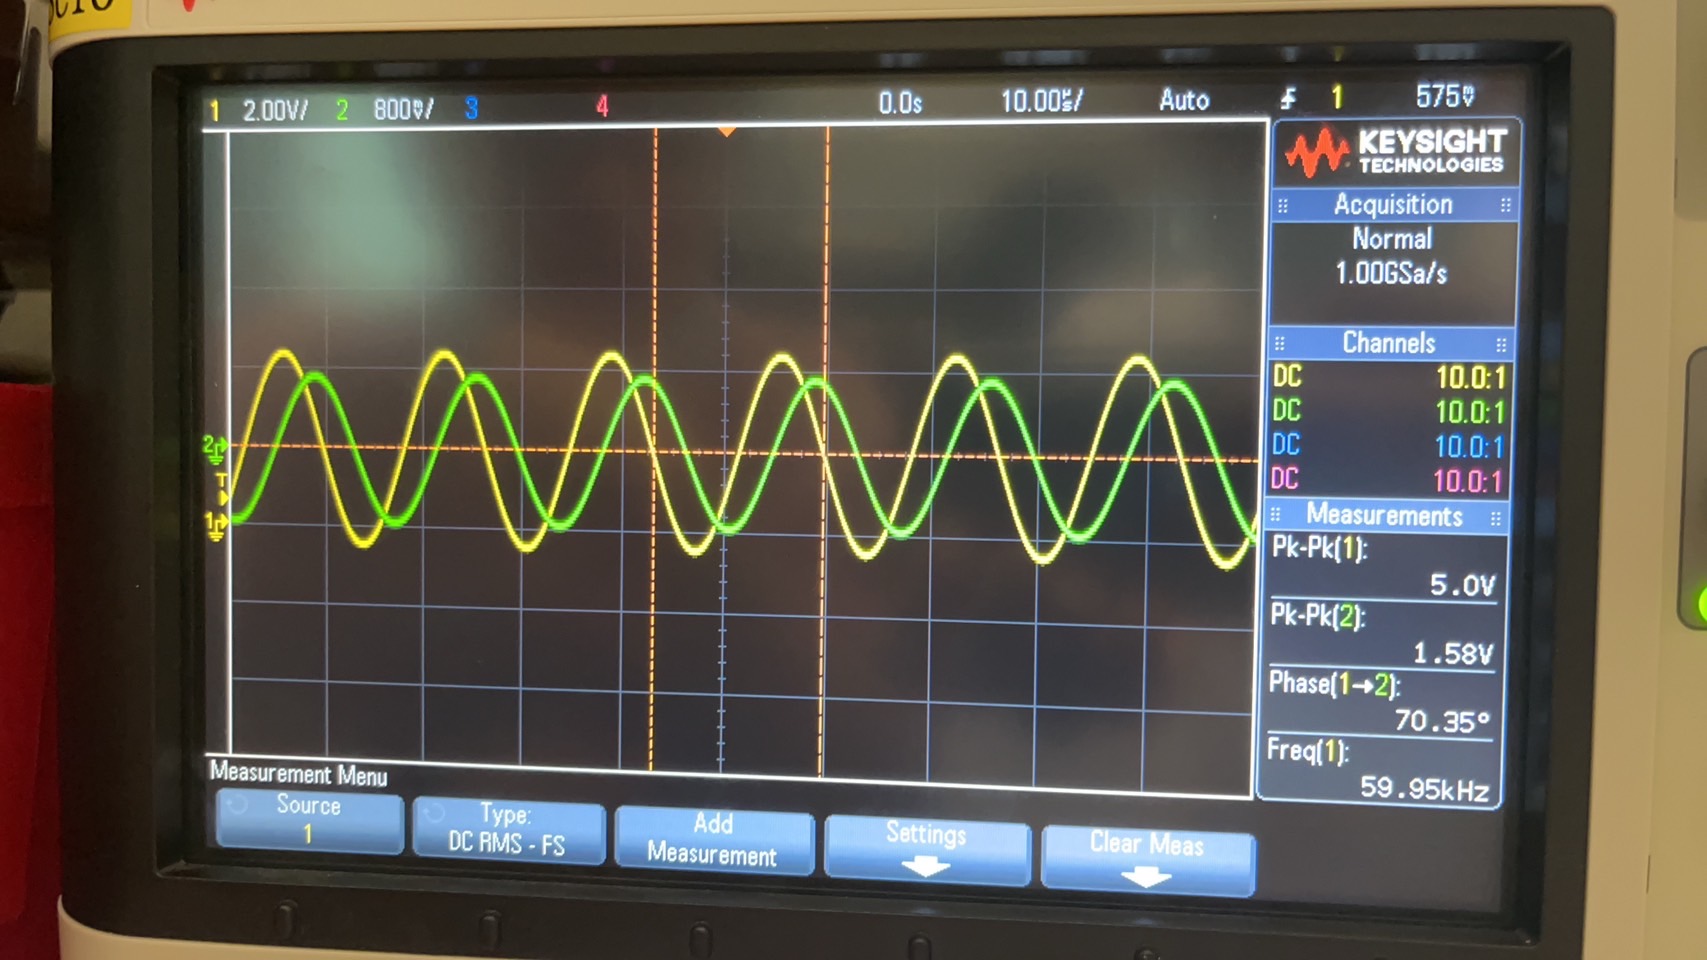 1 2.00V/ 2 800mV/ 3 4 0.0s 10.00us/ Auto 1 575mV
KEYSIGHT
TECHNOLOGIES
Acquisition
Normal
1.00GSa/s
Channels
DC 10.0:1
DC 10.0:1
DC 10.0:1
DC 10.0:1
Measurements
Pk-Pk(1):
5.0V
Pk-Pk(2):
1.58V
Phase(1→2):
70.35°
Freq(1):
59.95kHz
2
T
1
Measurement Menu
Source
1
Type:
DC RMS - FS
Add
Measurement
Settings
Clear Meas